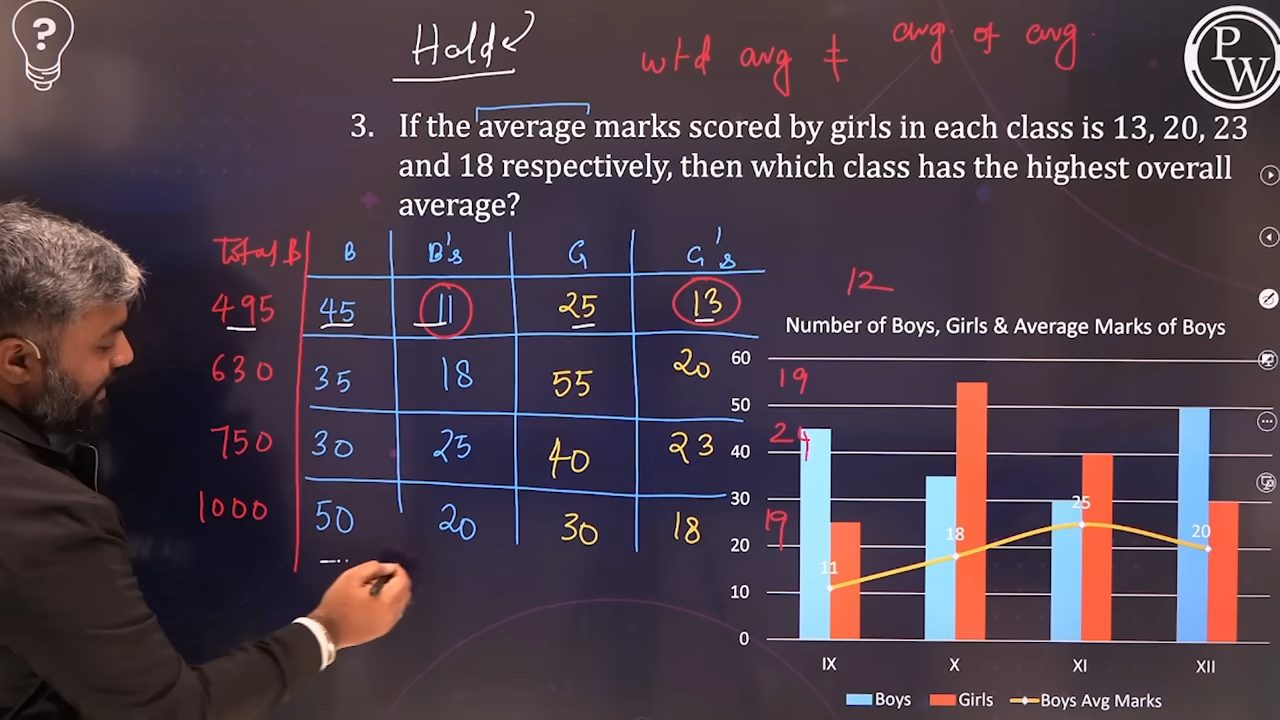 ?
Hold
wtd avg ≠ avg. of avg.
PW
3. If the average marks scored by girls in each class is 13, 20, 23
and 18 respectively, then which class has the highest overall
average?
Total B B B's G G's
495 45 11 25 13
630 35 18 55 20
750 30 25 40 23
1000 50 20 30 18
12
19
24
19
Number of Boys, Girls & Average Marks of Boys
60
50
40
30
20
10
0
11 18 25 20
IX X XI XII
Boys Girls Boys Avg Marks